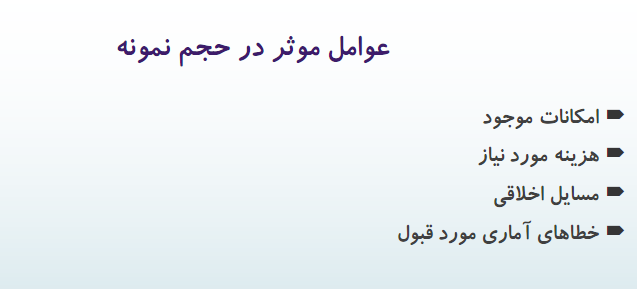 عوامل موثر در حجم نمونه
امکانات موجود
هزینه مورد نیاز
مسایل اخلاقی
خطاهای آماری مورد قبول